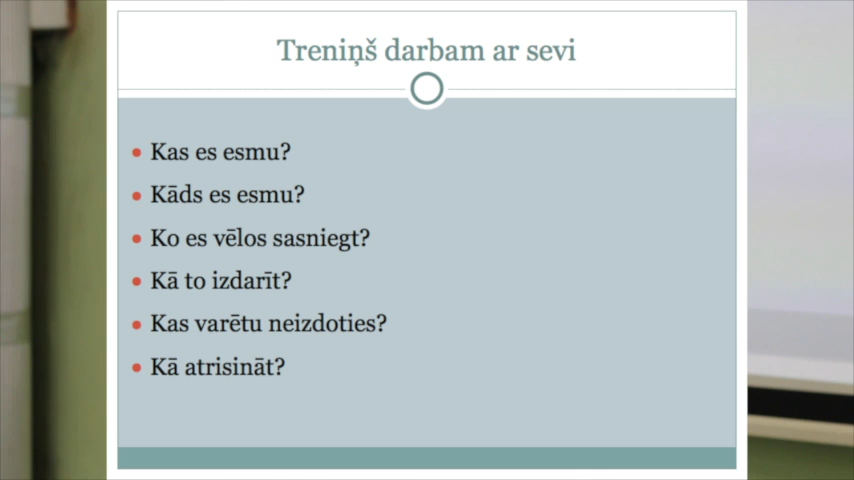 Treniņš darbam ar sevi
Kas es esmu?
Kāds es esmu?
Ko es vēlos sasniegt?
Kā to izdarīt?
Kas varētu neizdoties?
Kā atrisināt?